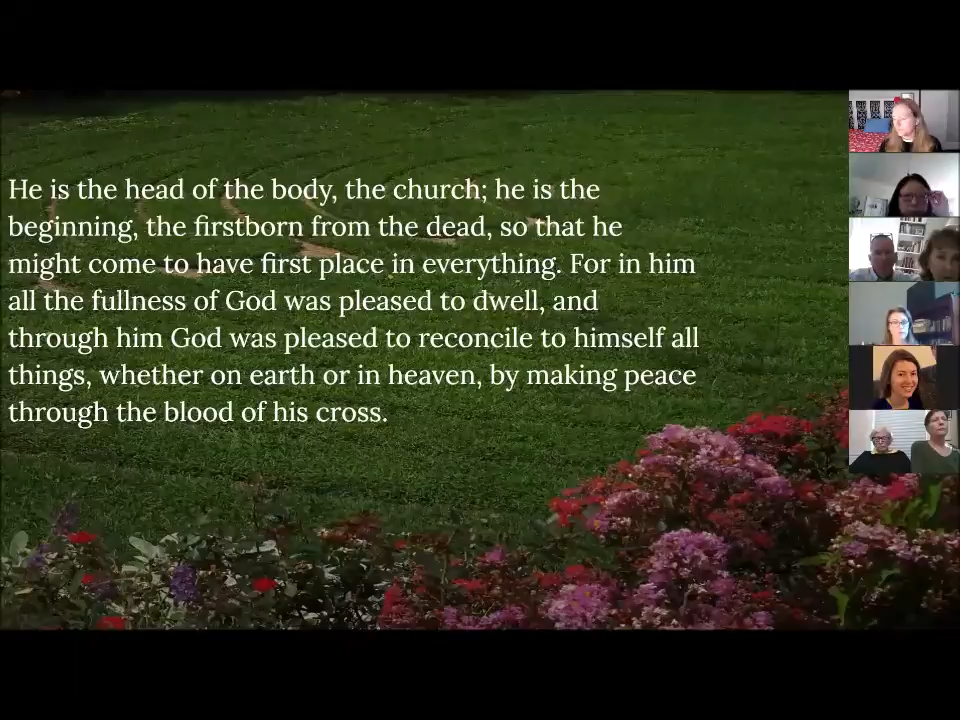 He is the head of the body, the church; he is the
beginning, the firstborn from the dead, so that he
might come to have first place in everything. For in him
all the fullness of God was pleased to dwell, and
through him God was pleased to reconcile to himself all
things, whether on earth or in heaven, by making peace
through the blood of his cross.